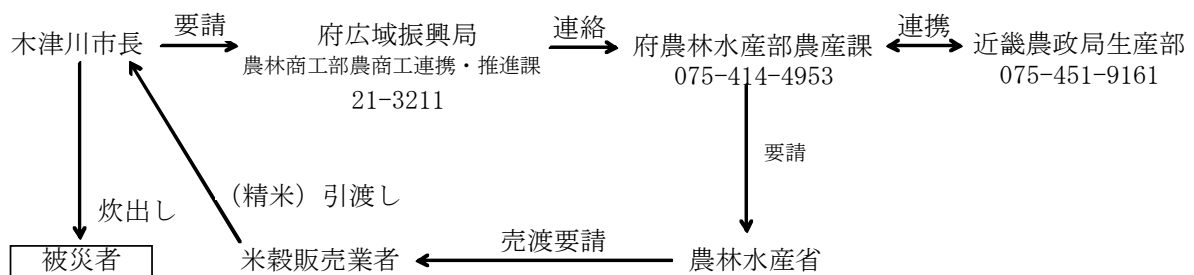 木津川市長
要請
府広域振興局
農林商工部農商工連携・推進課
21-3211
連絡
府農林水産部農産課
075-414-4953
連携
近畿農政局生産部
075-451-9161
要請
（精米）引渡し
炊出し
被災者
米穀販売業者
売渡要請
農林水産省